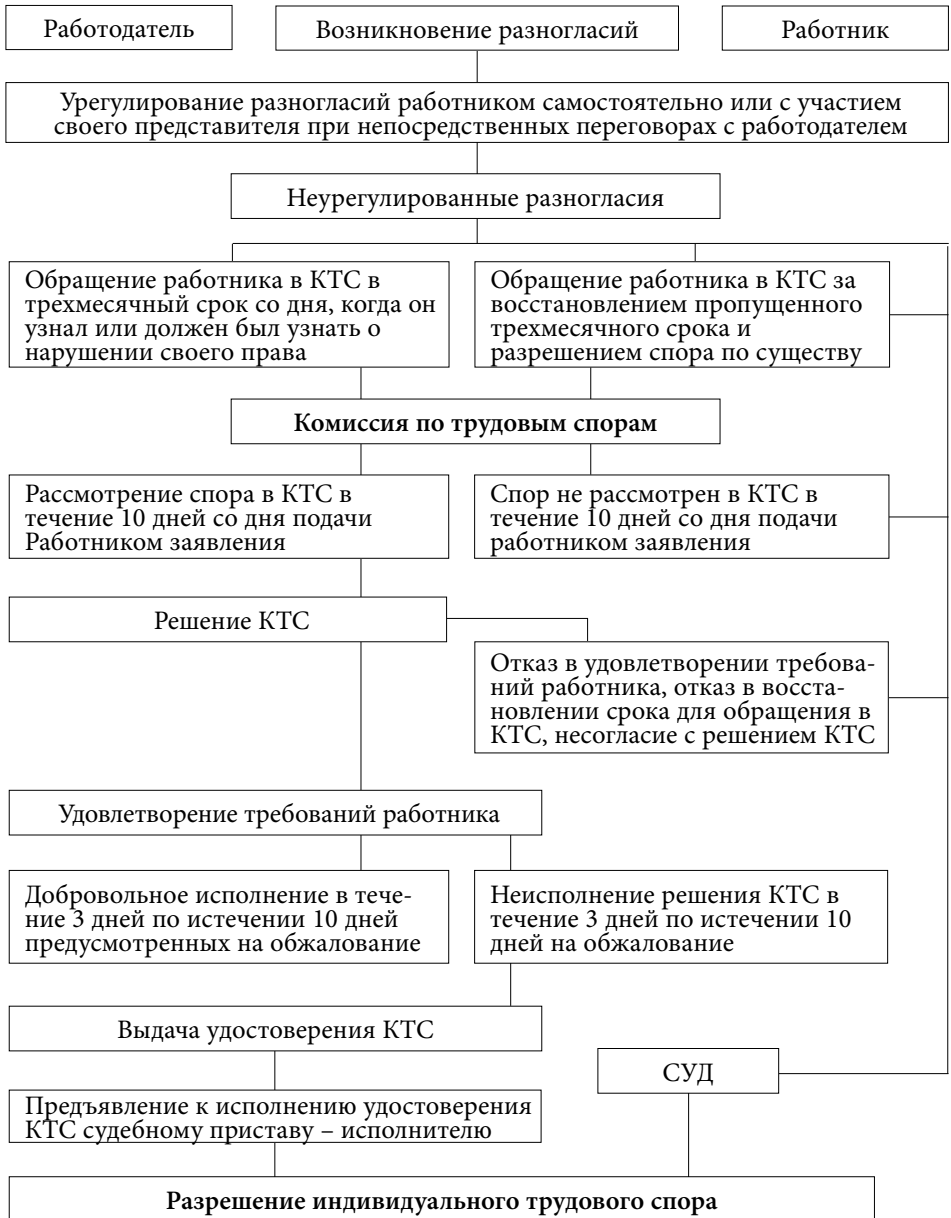 Работодатель
Возникновение разногласий
Работник
Урегулирование разногласий работником самостоятельно или с участием
своего представителя при непосредственных переговорах с работодателем
Неурегулированные разногласия
Обращение работника в КТС в
трехмесячный срок со дня, когда он
узнал или должен был узнать о
нарушении своего права
Обращение работника в КТС за
восстановлением пропущенного
трехмесячного срока и
разрешением спора по существу
Комиссия по трудовым спорам
Рассмотрение спора в КТС в
течение 10 дней со дня подачи
Работником заявления
Спор не рассмотрен в КТС в
течение 10 дней со дня подачи
работником заявления
Решение КТС
Отказ в удовлетворении требова-
ний работника, отказ в восста-
новлении срока для обращения в
КТС, несогласие с решением КТС
Удовлетворение требований работника
Добровольное исполнение в тече-
ние 3 дней по истечении 10 дней
предусмотренных на обжалование
Неисполнение решения КТС в
течение 3 дней по истечении 10
дней на обжалование
Выдача удостоверения КТС
СУД
Предъявление к исполнению удостоверения
КТС судебному приставу – исполнителю
Разрешение индивидуального трудового спора